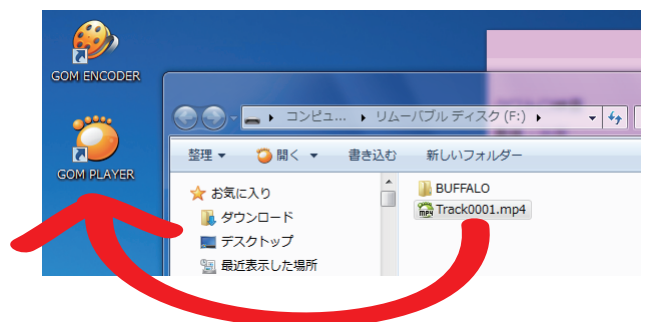 GOM ENCODER
GOM PLAYER
コンピュ... リムーバブル ディスク (F:)
整理 開く 書き込む 新しいフォルダー
お気に入り
ダウンロード
デスクトップ
最近表示した場所
BUFFALO
MP4 Track0001.mp4